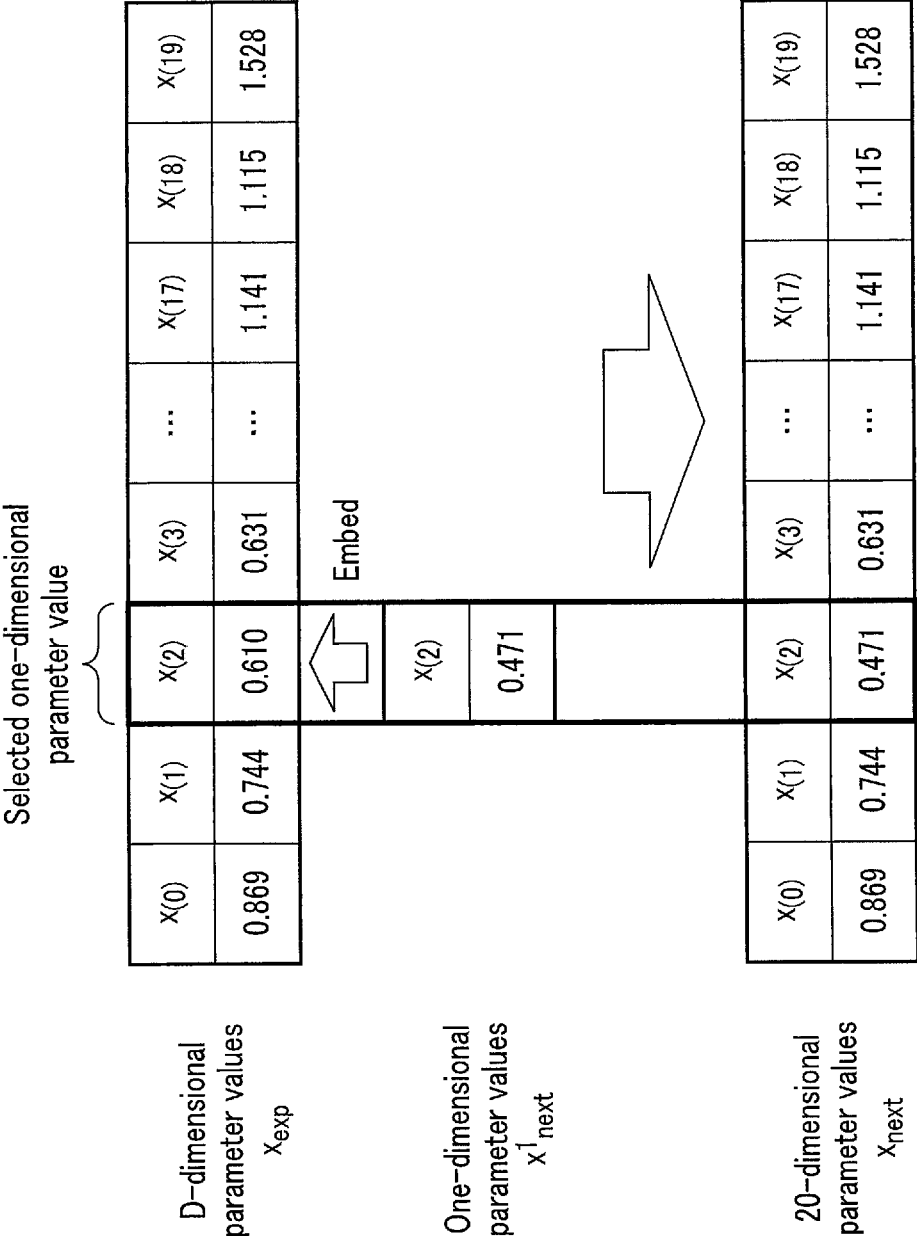 Selected one-dimensional
parameter value
D-dimensional
parameter values
x_exp
x(0) x(1) x(2) x(3) ... x(17) x(18) x(19)
0.869 0.744 0.610 0.631 ... 1.141 1.115 1.528
Embed
One-dimensional
parameter values
x^1_next
x(2)
0.471
20-dimensional
parameter values
x_next
x(0) x(1) x(2) x(3) ... x(17) x(18) x(19)
0.869 0.744 0.471 0.631 ... 1.141 1.115 1.528